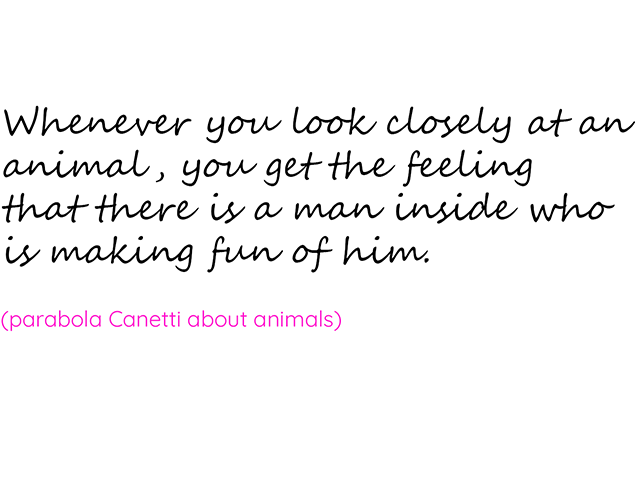 Whenever you look closely at an
animal, you get the feeling
that there is a man inside who
is making fun of him.
(parabola Canetti about animals)